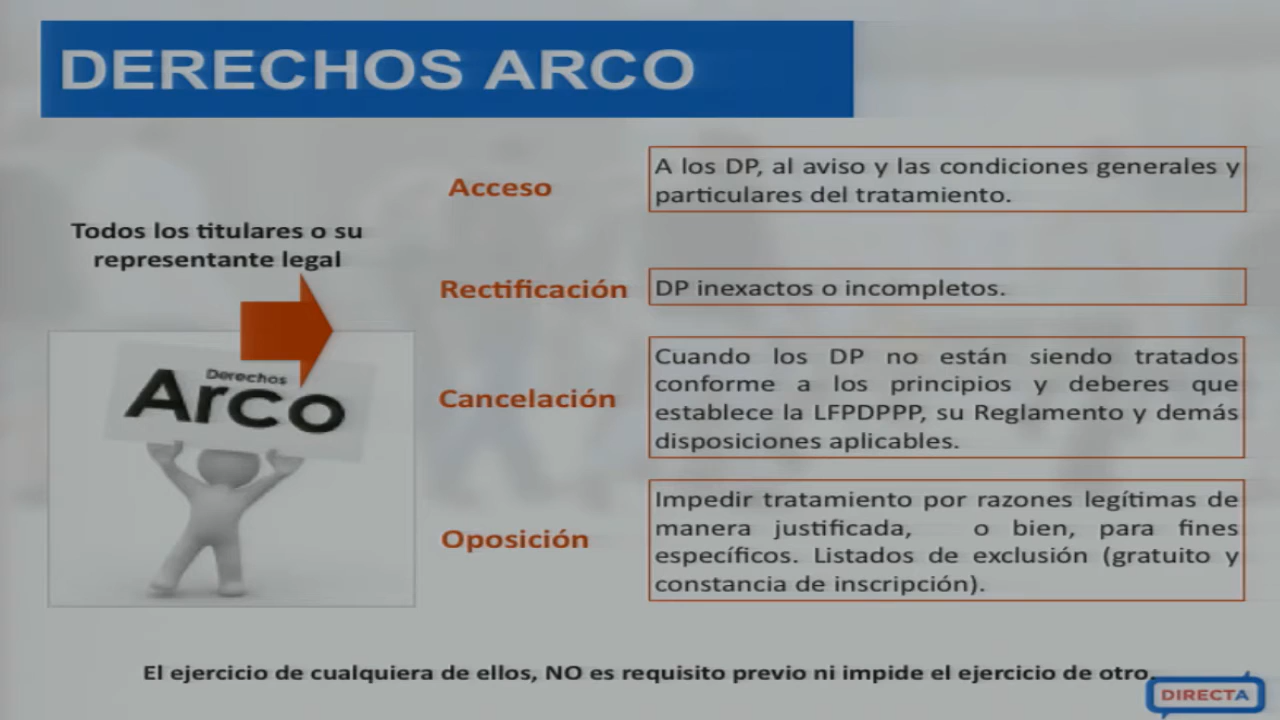 DERECHOS ARCO
Todos los titulares o su
representante legal
Derechos
Arco
Acceso
A los DP, al aviso y las condiciones generales y
particulares del tratamiento.
Rectificación
DP inexactos o incompletos.
Cancelación
Cuando los DP no están siendo tratados
conforme a los principios y deberes que
establece la LFPDPPP, su Reglamento y demás
disposiciones aplicables.
Oposición
Impedir tratamiento por razones legítimas de
manera justificada, o bien, para fines
específicos. Listados de exclusión (gratuito y
constancia de inscripción).
El ejercicio de cualquiera de ellos, NO es requisito previo ni impide el ejercicio de otro.
DIRECTA